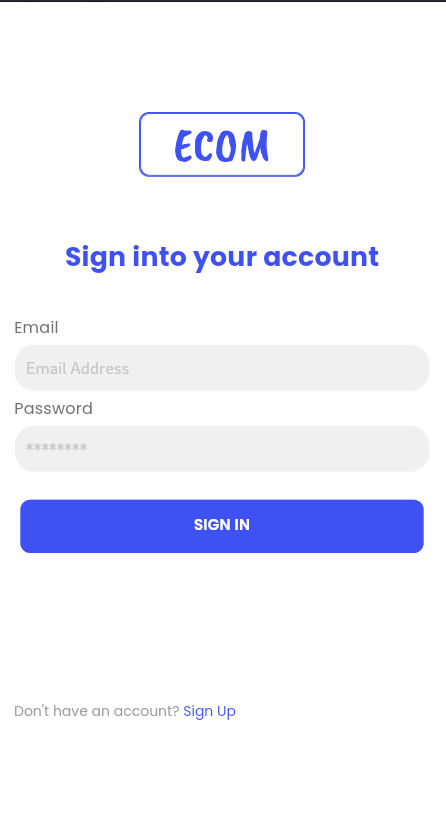 ECOM
Sign into your account
Email
Email Address
Password
********
SIGN IN
Don't have an account? Sign Up